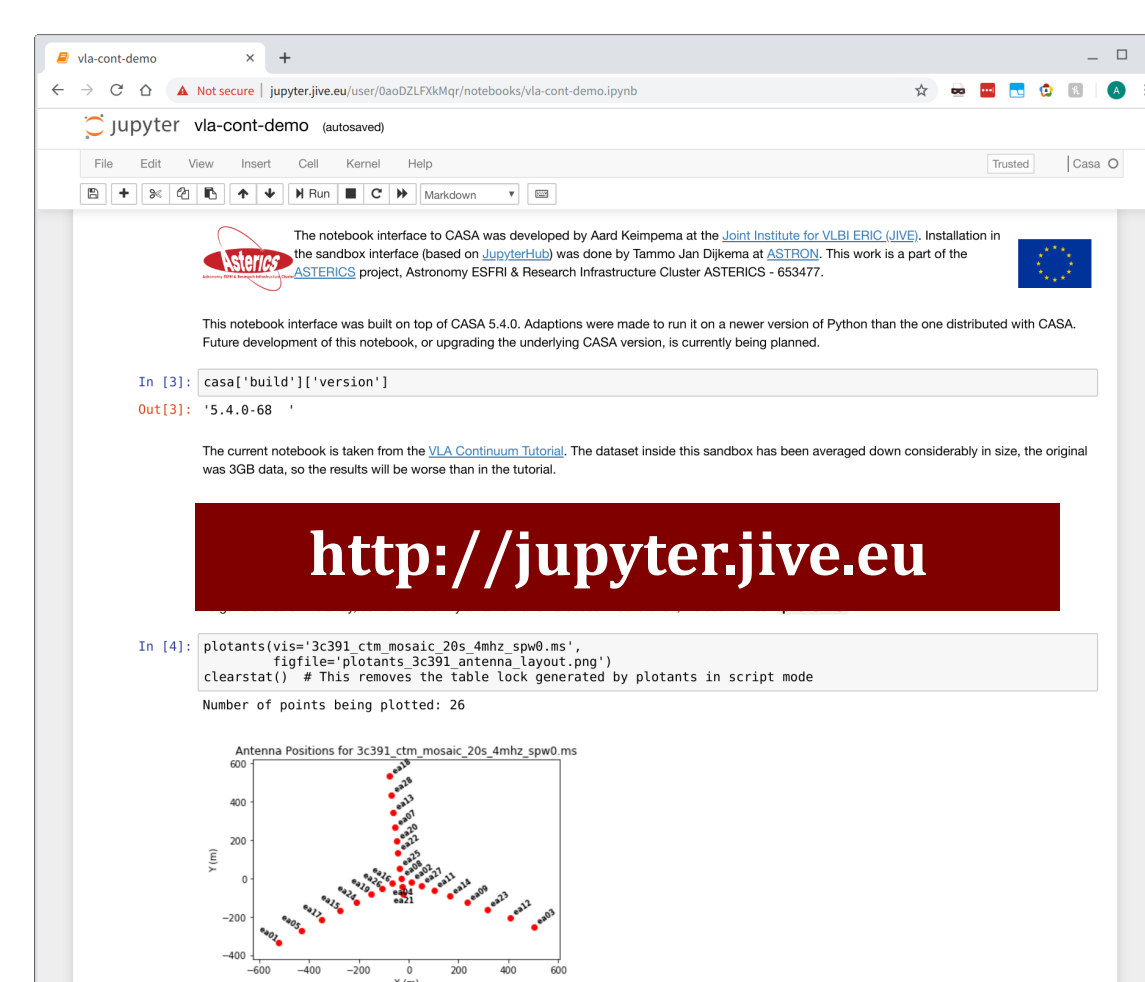 vla-cont-demo
Not secure | jupyter.jive.eu/user/0aoDZLFXkMqr/notebooks/vla-cont-demo.ipynb
A
jupyter vla-cont-demo (autosaved)
File Edit View Insert Cell Kernel Help Trusted Casa
Run Markdown
Asterics
Astronomy ESFRI & Research Infrastructure Cluster
The notebook interface to CASA was developed by Aard Keimpema at the Joint Institute for VLBI ERIC (JIVE). Installation in
the sandbox interface (based on JupyterHub) was done by Tammo Jan Dijkema at ASTRON. This work is a part of the
ASTERICS project, Astronomy ESFRI & Research Infrastructure Cluster ASTERICS - 653477.
This notebook interface was built on top of CASA 5.4.0. Adaptions were made to run it on a newer version of Python than the one distributed with CASA.
Future development of this notebook, or upgrading the underlying CASA version, is currently being planned.
In [3]: casa['build']['version']
Out[3]: '5.4.0-68  '
The current notebook is taken from the VLA Continuum Tutorial. The dataset inside this sandbox has been averaged down considerably in size, the original
was 3GB data, so the results will be worse than in the tutorial.
http://jupyter.jive.eu
In [4]: plotants(vis='3c391_ctm_mosaic_20s_4mhz_spw0.ms',
figfile='plotants_3c391_antenna_layout.png')
clearstat()  # This removes the table lock generated by plotants in script mode
Number of points being plotted: 26
Antenna Positions for 3c391_ctm_mosaic_20s_4mhz_spw0.ms
600
400
200
0
−200
−400
Y (m)
ea18
ea28
ea13
ea07
ea20
ea22
ea25
ea08
ea02
ea27
ea11
ea14
ea09
ea23
ea12
ea03
ea16
ea26
ea19
ea24
ea15
ea17
ea05
ea01
ea04
ea21
−600 −400 −200 0 200 400 600
X (m)